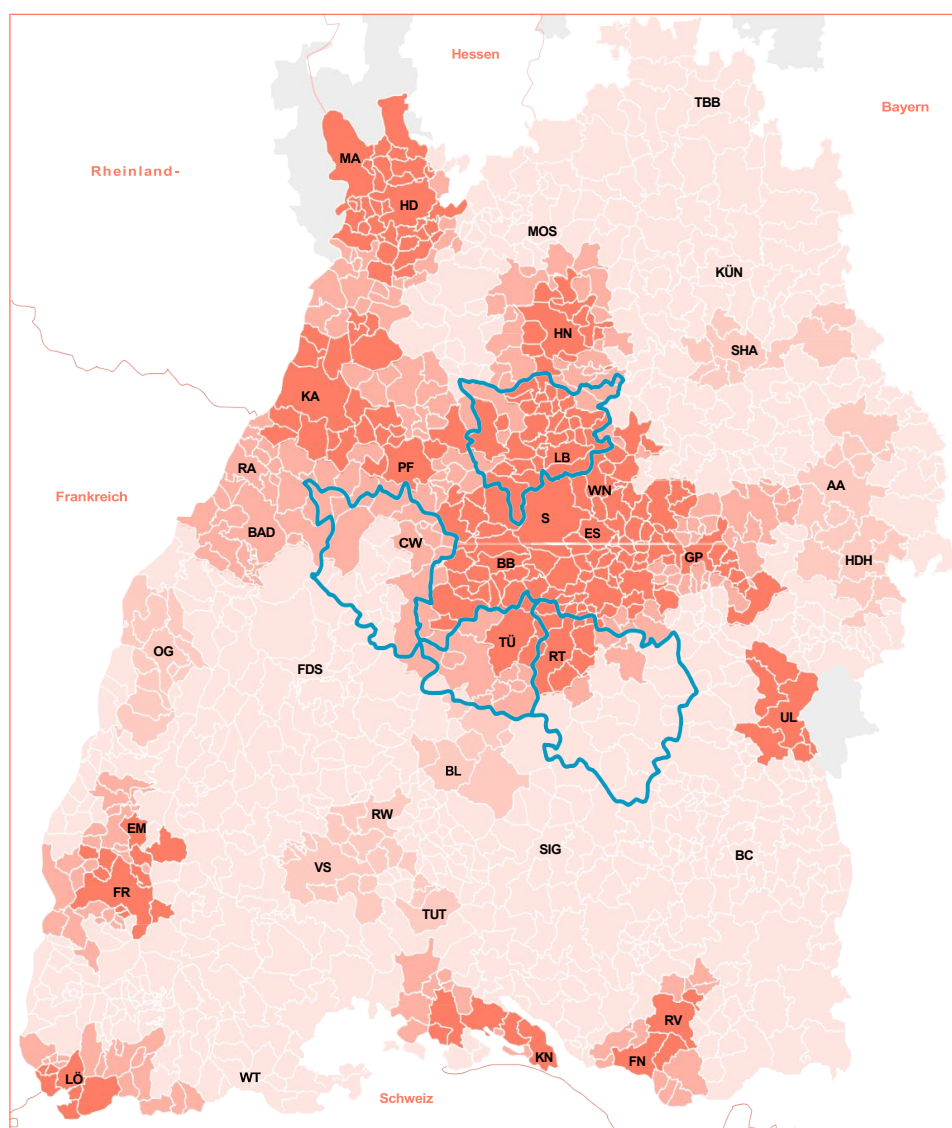 Hessen
TBB
Bayern
MA
Rheinland-
HD
MOS
KÜN
HN
SHA
KA
LB
PF
RA
WN
AA
Frankreich
S
ES
BAD
CW
GP
HDH
BB
TÜ
OG
RT
FDS
UL
BL
RW
EM
SIG
BC
VS
FR
TUT
RV
KN
FN
LÖ
WT
Schweiz